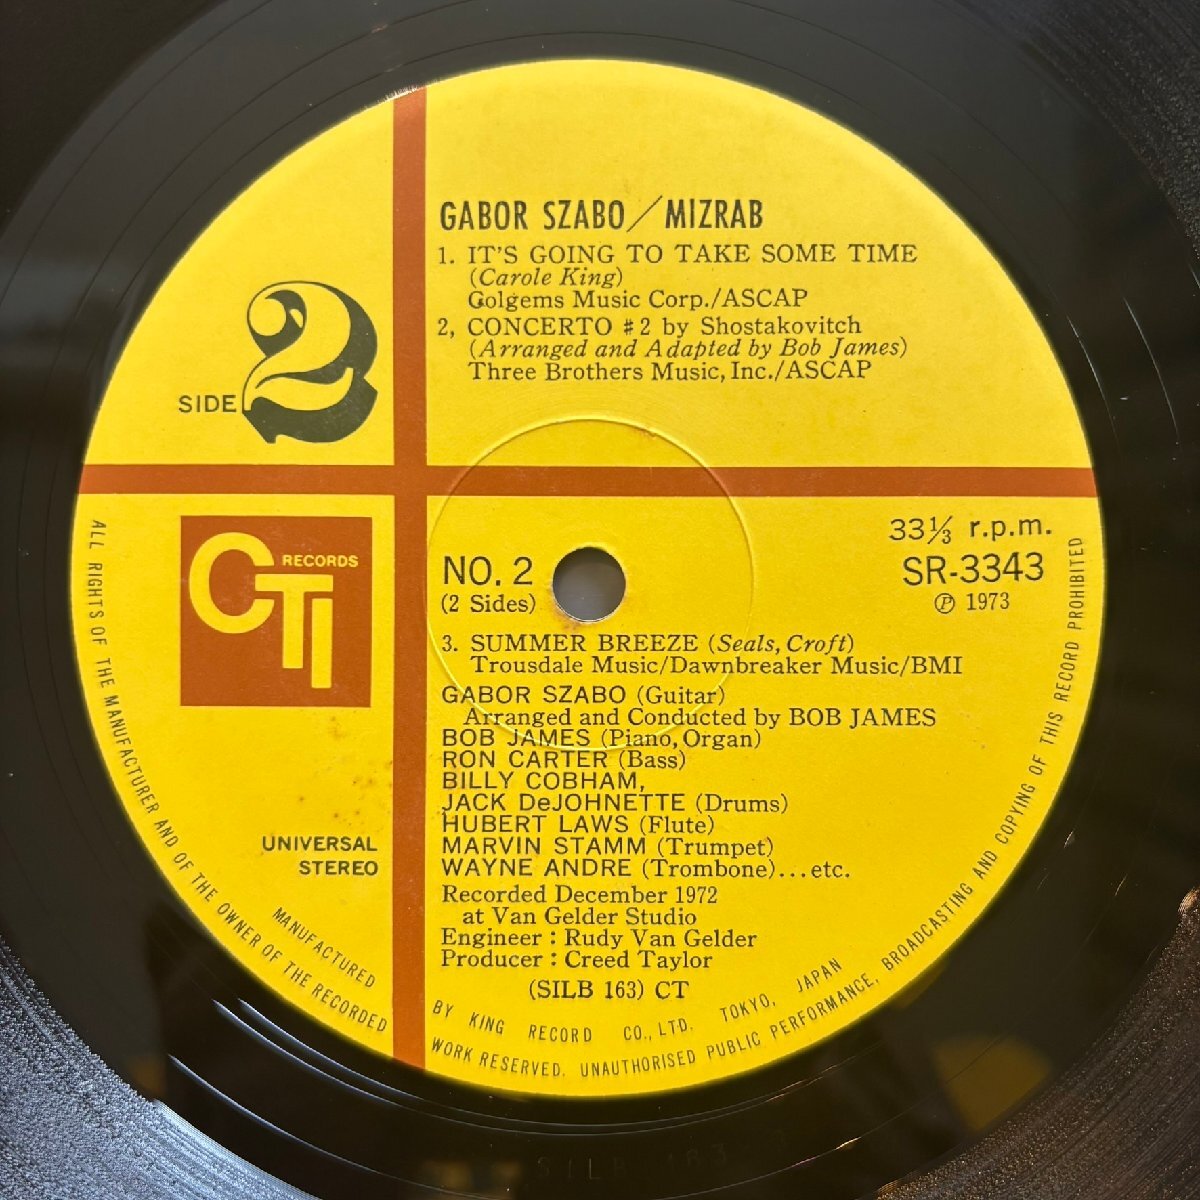 GABOR SZABO/MIZRAB
1. IT'S GOING TO TAKE SOME TIME
(Carole King)
Golgems Music Corp./ASCAP
2, CONCERTO ♯2 by Shostakovitch
(Arranged and Adapted by Bob James)
Three Brothers Music, Inc./ASCAP
SIDE 2
CTI RECORDS
NO. 2
(2 Sides)
33⅓ r.p.m.
SR-3343
℗ 1973
3. SUMMER BREEZE (Seals, Croft)
Trousdale Music/Dawnbreaker Music/BMI
GABOR SZABO (Guitar)
Arranged and Conducted by BOB JAMES
BOB JAMES (Piano, Organ)
RON CARTER (Bass)
BILLY COBHAM,
JACK DeJOHNETTE (Drums)
HUBERT LAWS (Flute)
MARVIN STAMM (Trumpet)
WAYNE ANDRE (Trombone)...etc.
Recorded December 1972
at Van Gelder Studio
Engineer : Rudy Van Gelder
Producer : Creed Taylor
(SILB 163) CT
UNIVERSAL
STEREO
MANUFACTURED BY KING RECORD CO., LTD. TOKYO, JAPAN
ALL RIGHTS OF THE MANUFACTURER AND OF THE OWNER OF THE RECORDED WORK RESERVED. UNAUTHORISED PUBLIC PERFORMANCE, BROADCASTING AND COPYING OF THIS RECORD PROHIBITED